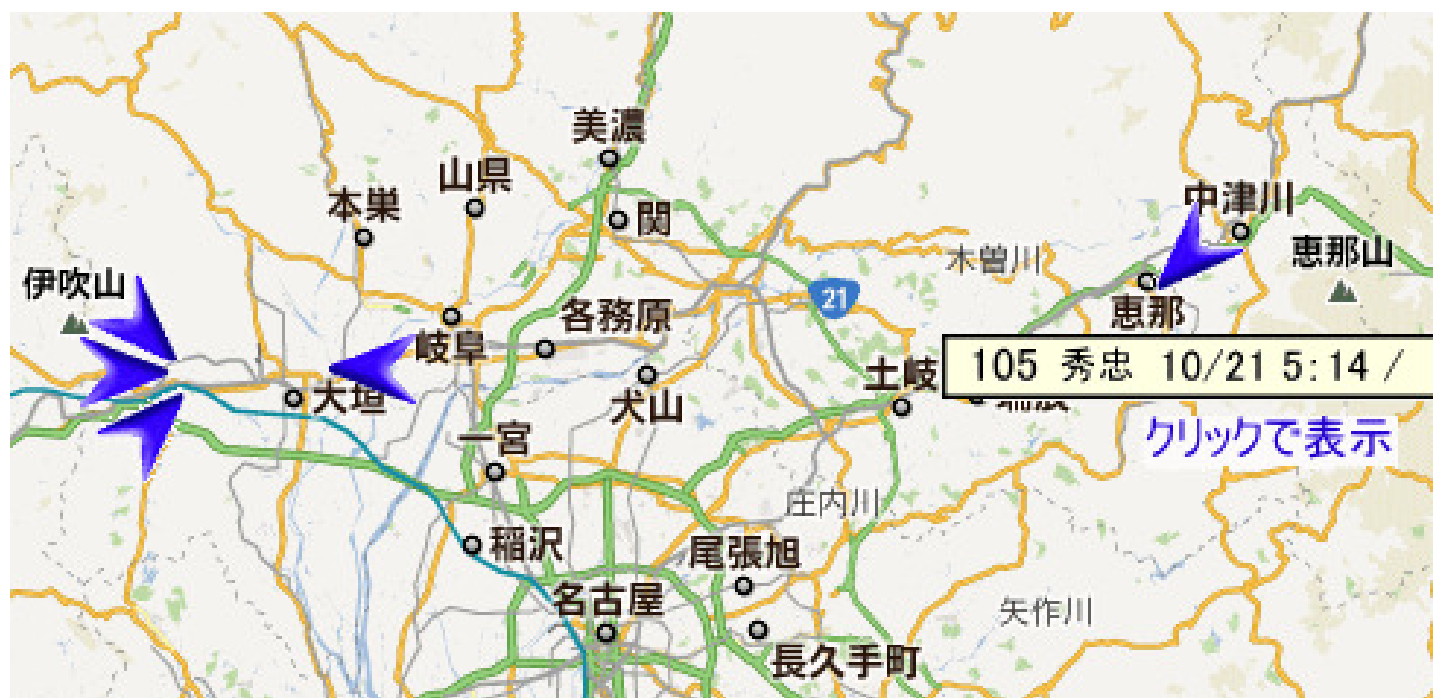 美濃
山県
本巣
関
中津川
木曽川
恵那山
伊吹山
21
恵那
各務原
岐阜
105 秀忠 10/21 5:14 /
土岐
大垣
犬山
クリックで表示
一宮
庄内川
稲沢
尾張旭
名古屋
矢作川
長久手町